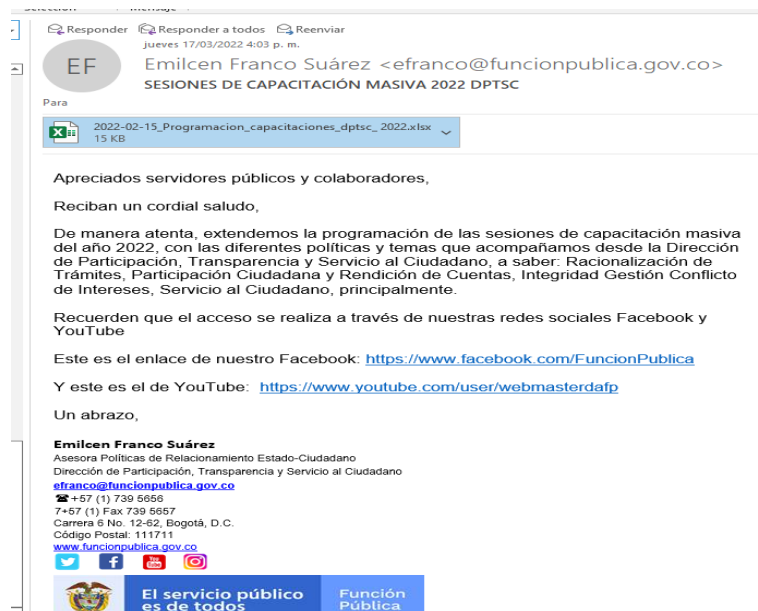 Responder Responder a todos Reenviar
jueves 17/03/2022 4:03 p. m.
EF
Emilcen Franco Suárez <efranco@funcionpublica.gov.co>
SESIONES DE CAPACITACIÓN MASIVA 2022 DPTSC
Para
2022-02-15_Programacion_capacitaciones_dptsc_ 2022.xlsx
15 KB
Apreciados servidores públicos y colaboradores,
Reciban un cordial saludo,
De manera atenta, extendemos la programación de las sesiones de capacitación masiva
del año 2022, con las diferentes políticas y temas que acompañamos desde la Dirección
de Participación, Transparencia y Servicio al Ciudadano, a saber: Racionalización de
Trámites, Participación Ciudadana y Rendición de Cuentas, Integridad Gestión Conflicto
de Intereses, Servicio al Ciudadano, principalmente.
Recuerden que el acceso se realiza a través de nuestras redes sociales Facebook y
YouTube
Este es el enlace de nuestro Facebook: https://www.facebook.com/FuncionPublica
Y este es el de YouTube: https://www.youtube.com/user/webmasterdafp
Un abrazo,
Emilcen Franco Suárez
Asesora Políticas de Relacionamiento Estado-Ciudadano
Dirección de Participación, Transparencia y Servicio al Ciudadano
efranco@funcionpublica.gov.co
☎+57 (1) 739 5656
7+57 (1) Fax 739 5657
Carrera 6 No. 12-62, Bogotá, D.C.
Código Postal: 111711
www.funcionpublica.gov.co
El servicio público Función
es de todos Pública